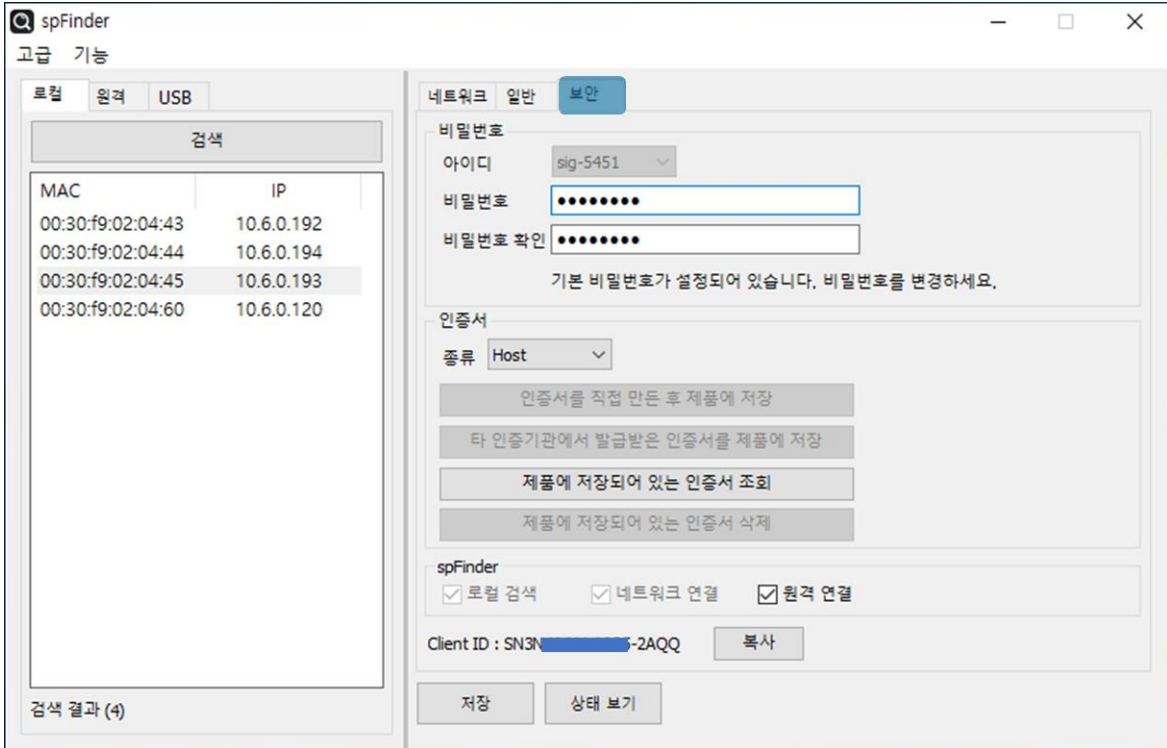 spFinder
고급 기능
로컬 원격 USB
검색
MAC IP
00:30:f9:02:04:43 10.6.0.192
00:30:f9:02:04:44 10.6.0.194
00:30:f9:02:04:45 10.6.0.193
00:30:f9:02:04:60 10.6.0.120
검색 결과 (4)
네트워크 일반 보안
비밀번호
아이디 sig-5451
비밀번호 ●●●●●●●●
비밀번호 확인 ●●●●●●●●
기본 비밀번호가 설정되어 있습니다. 비밀번호를 변경하세요.
인증서
종류 Host
인증서를 직접 만든 후 제품에 저장
타 인증기관에서 발급받은 인증서를 제품에 저장
제품에 저장되어 있는 인증서 조회
제품에 저장되어 있는 인증서 삭제
spFinder
로컬 검색 네트워크 연결 원격 연결
Client ID : SN3N -2AQQ 복사
저장 상태 보기